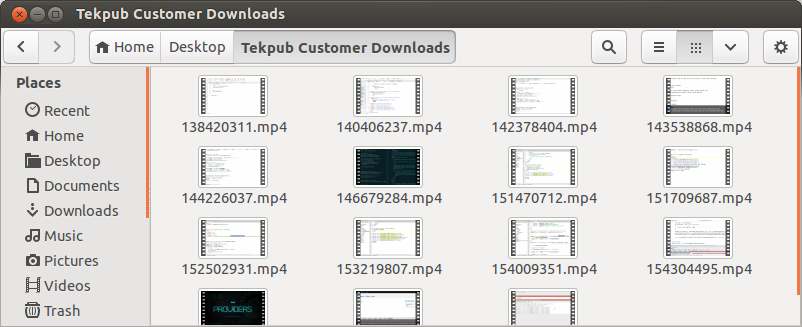 Tekpub Customer Downloads
Home Desktop Tekpub Customer Downloads
Places
Recent
Home
Desktop
Documents
Downloads
Music
Pictures
Videos
Trash
138420311.mp4 140406237.mp4 142378404.mp4 143538868.mp4
144226037.mp4 146679284.mp4 151470712.mp4 151709687.mp4
152502931.mp4 153219807.mp4 154009351.mp4 154304495.mp4
PROVIDERS